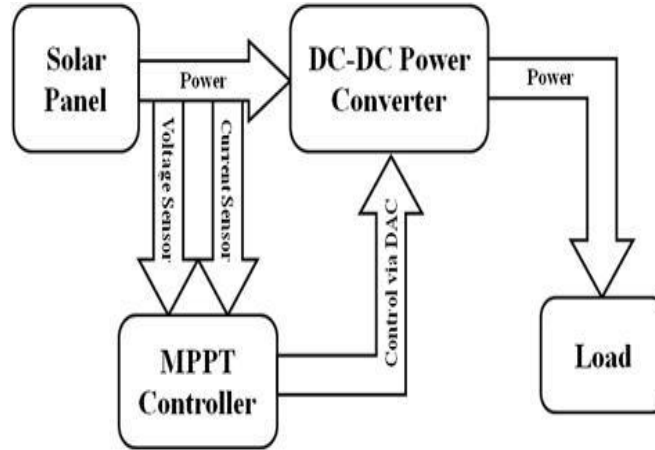 Solar
Panel
Power
DC-DC Power
Converter
Power
Voltage Sensor
Current Sensor
Control via DAC
MPPT
Controller
Load